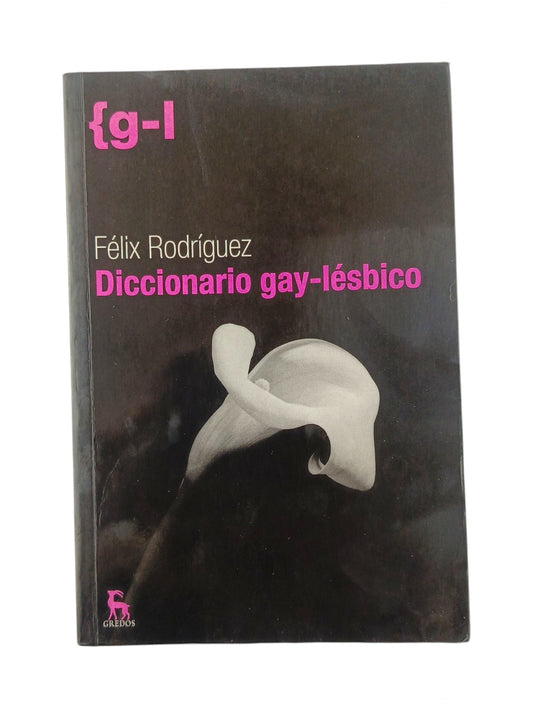 {g-l
Félix Rodríguez
Diccionario gay-lésbico
GREDOS